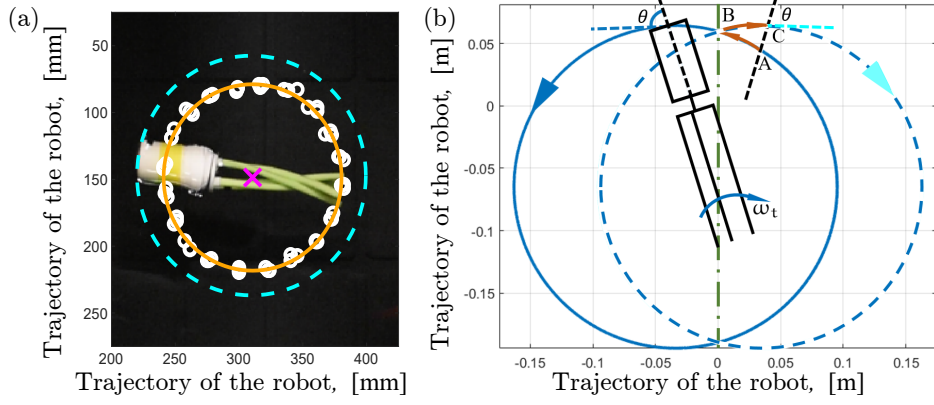 (a)
Trajectory of the robot, [mm]
50
100
150
200
250
200
250
300
350
400
Trajectory of the robot, [mm]
(b)
Trajectory of the robot, [m]
0.05
0
-0.05
-0.1
-0.15
θ
B
θ
C
A
ωt
-0.15
-0.1
-0.05
0
0.05
0.1
0.15
Trajectory of the robot, [m]